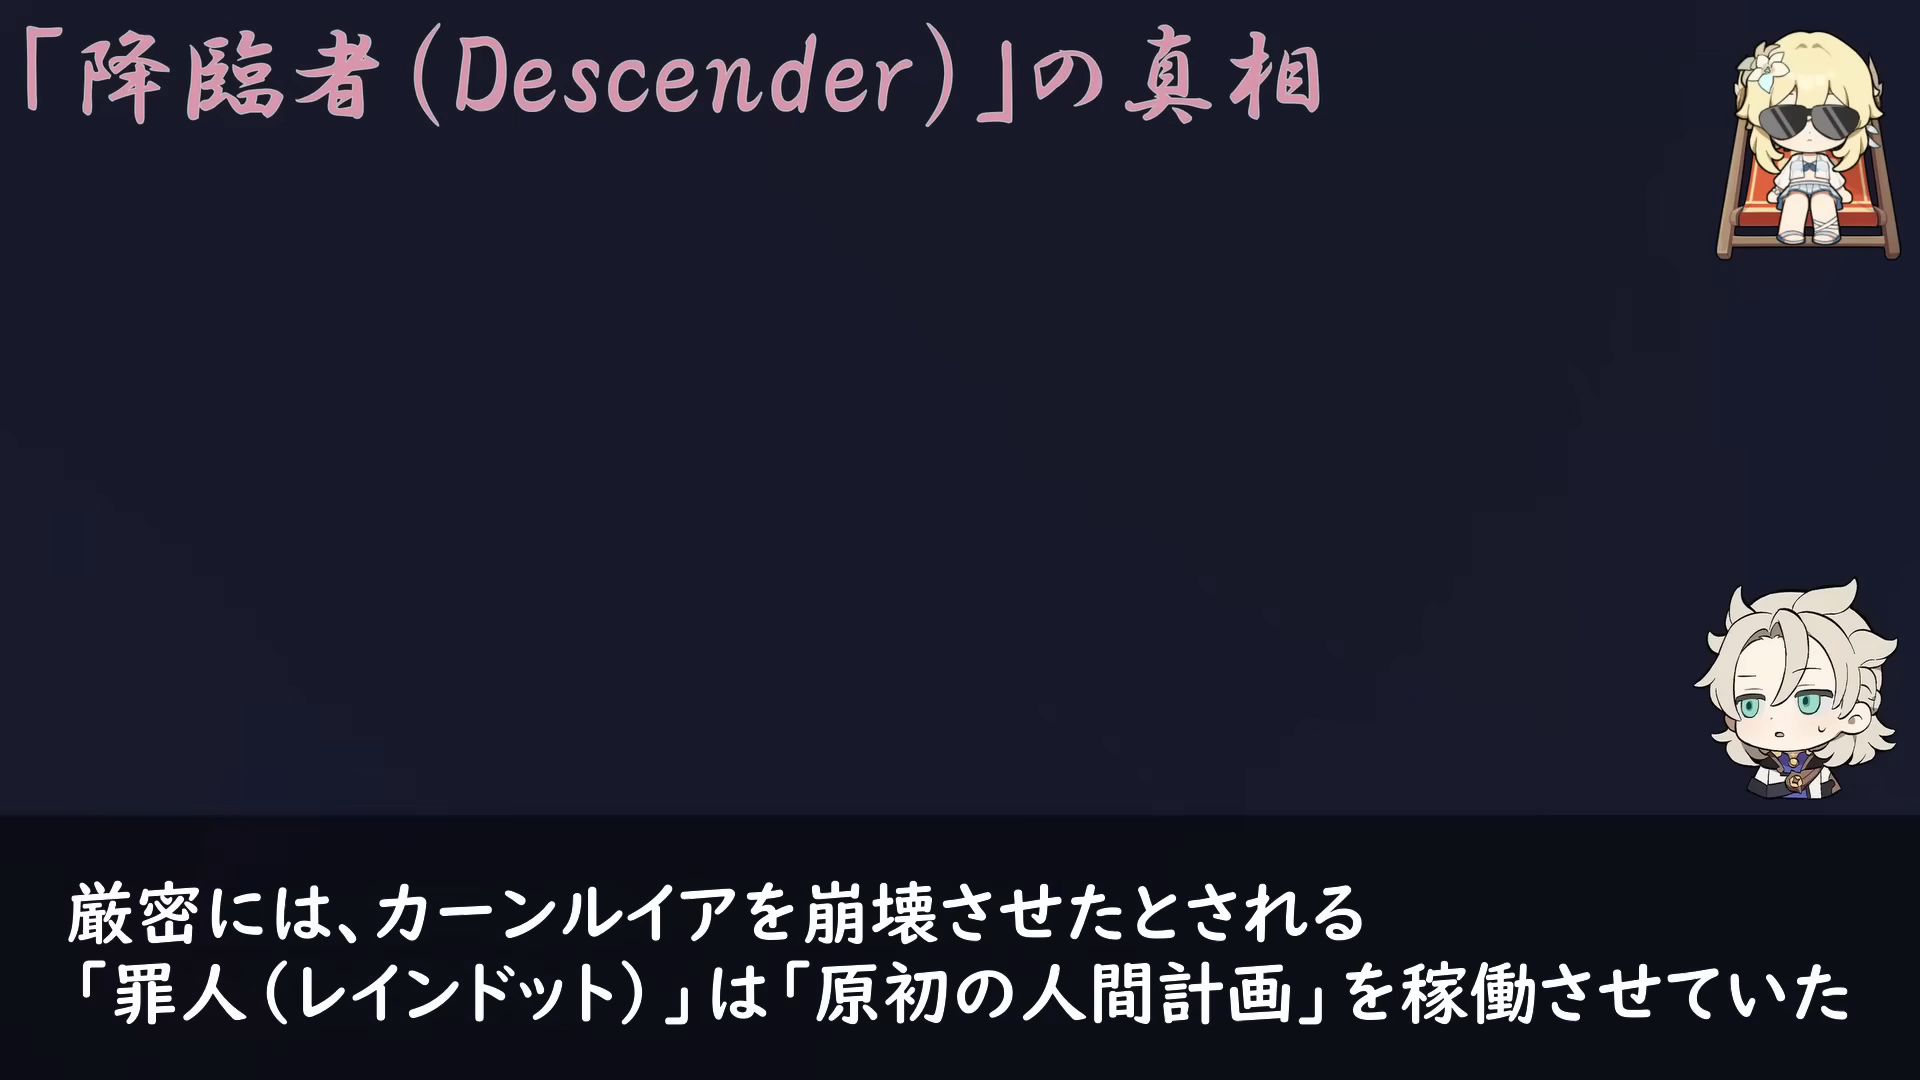 「降臨者(Descender)」の真相
厳密には、カーンルイアを崩壊させたとされる
「罪人(レインドット)」は「原初の人間計画」を稼働させていた